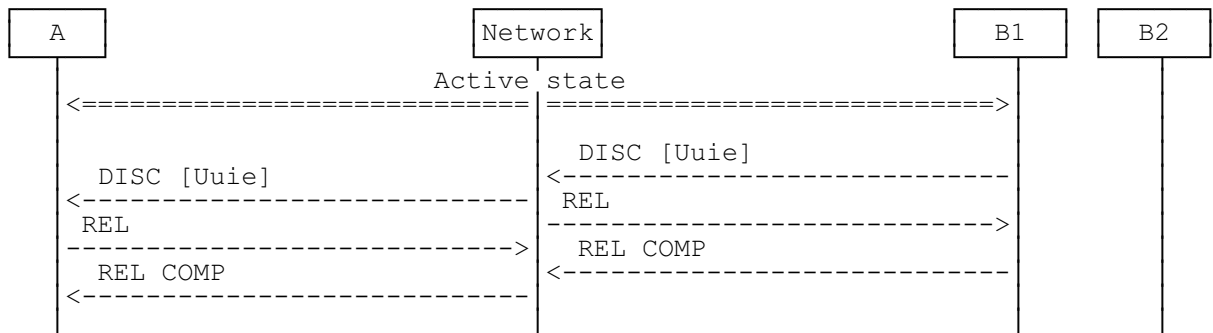 A Network B1 B2
Active state
DISC [Uuie]
DISC [Uuie]
REL
REL
REL COMP
REL COMP